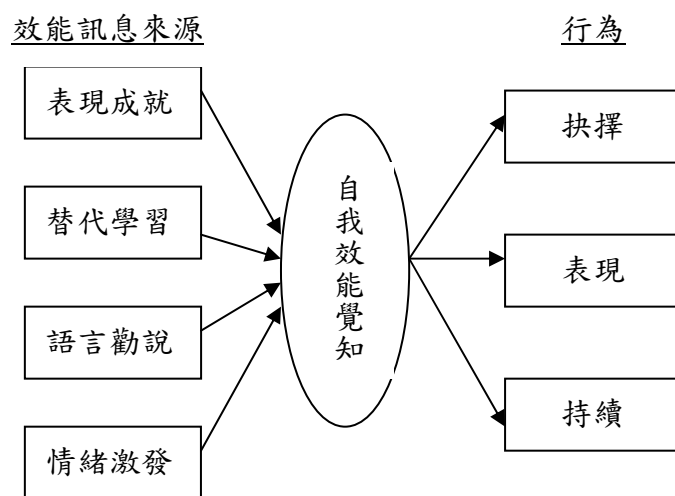 效能訊息來源
行為
表現成就
替代學習
語言勸說
情緒激發
自我效能覺知
抉擇
表現
持續